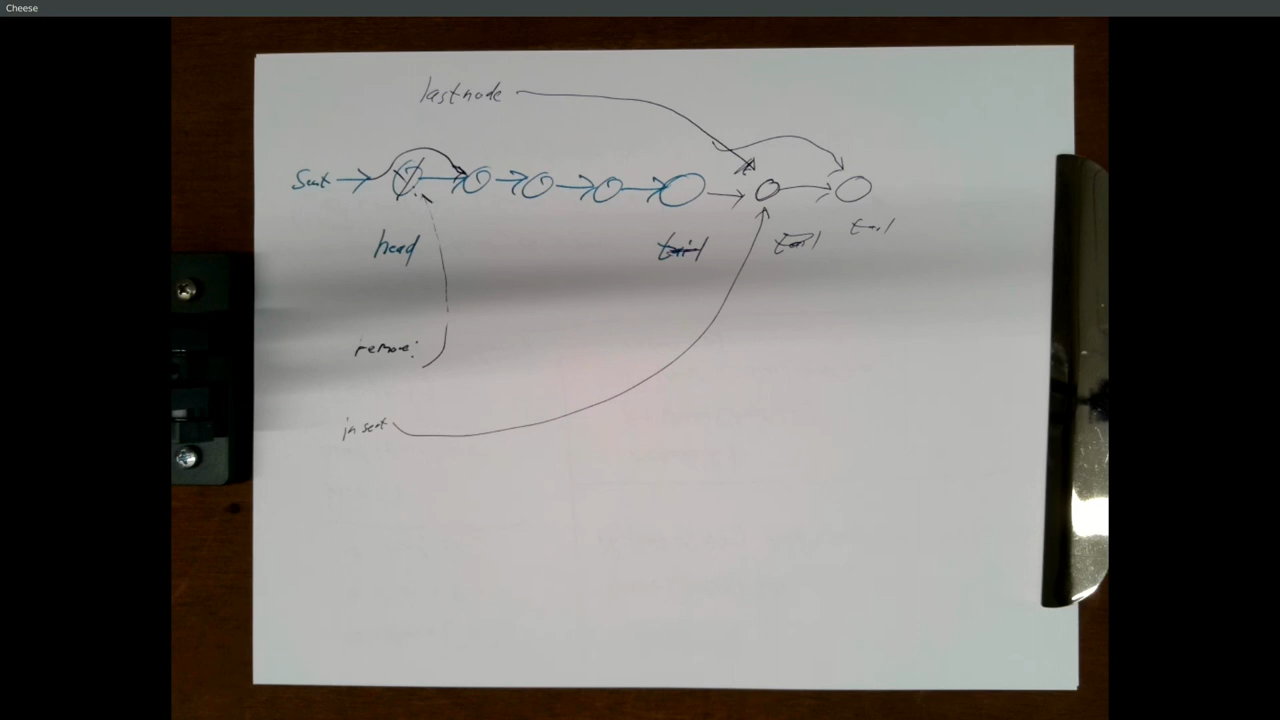 Cheese
lastnode
Sent
head
tail
tail
tail
remove:
insert